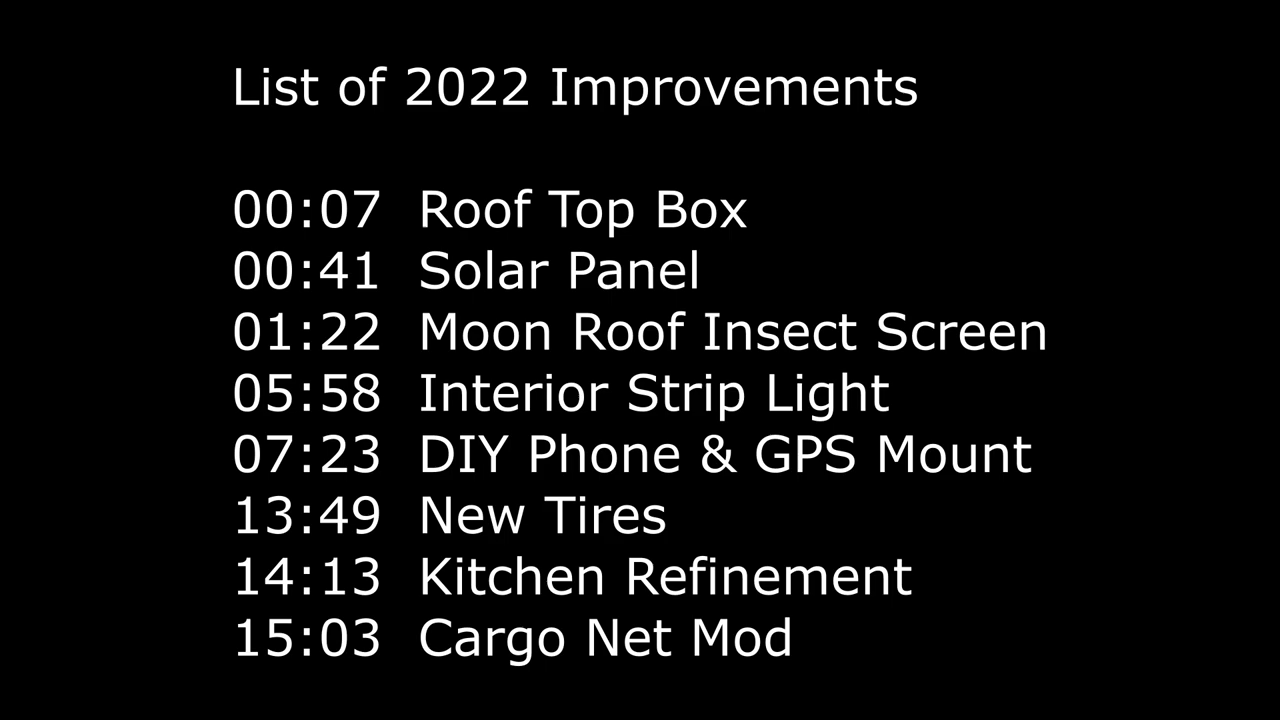 List of 2022 Improvements
00:07 Roof Top Box
00:41 Solar Panel
01:22 Moon Roof Insect Screen
05:58 Interior Strip Light
07:23 DIY Phone & GPS Mount
13:49 New Tires
14:13 Kitchen Refinement
15:03 Cargo Net Mod